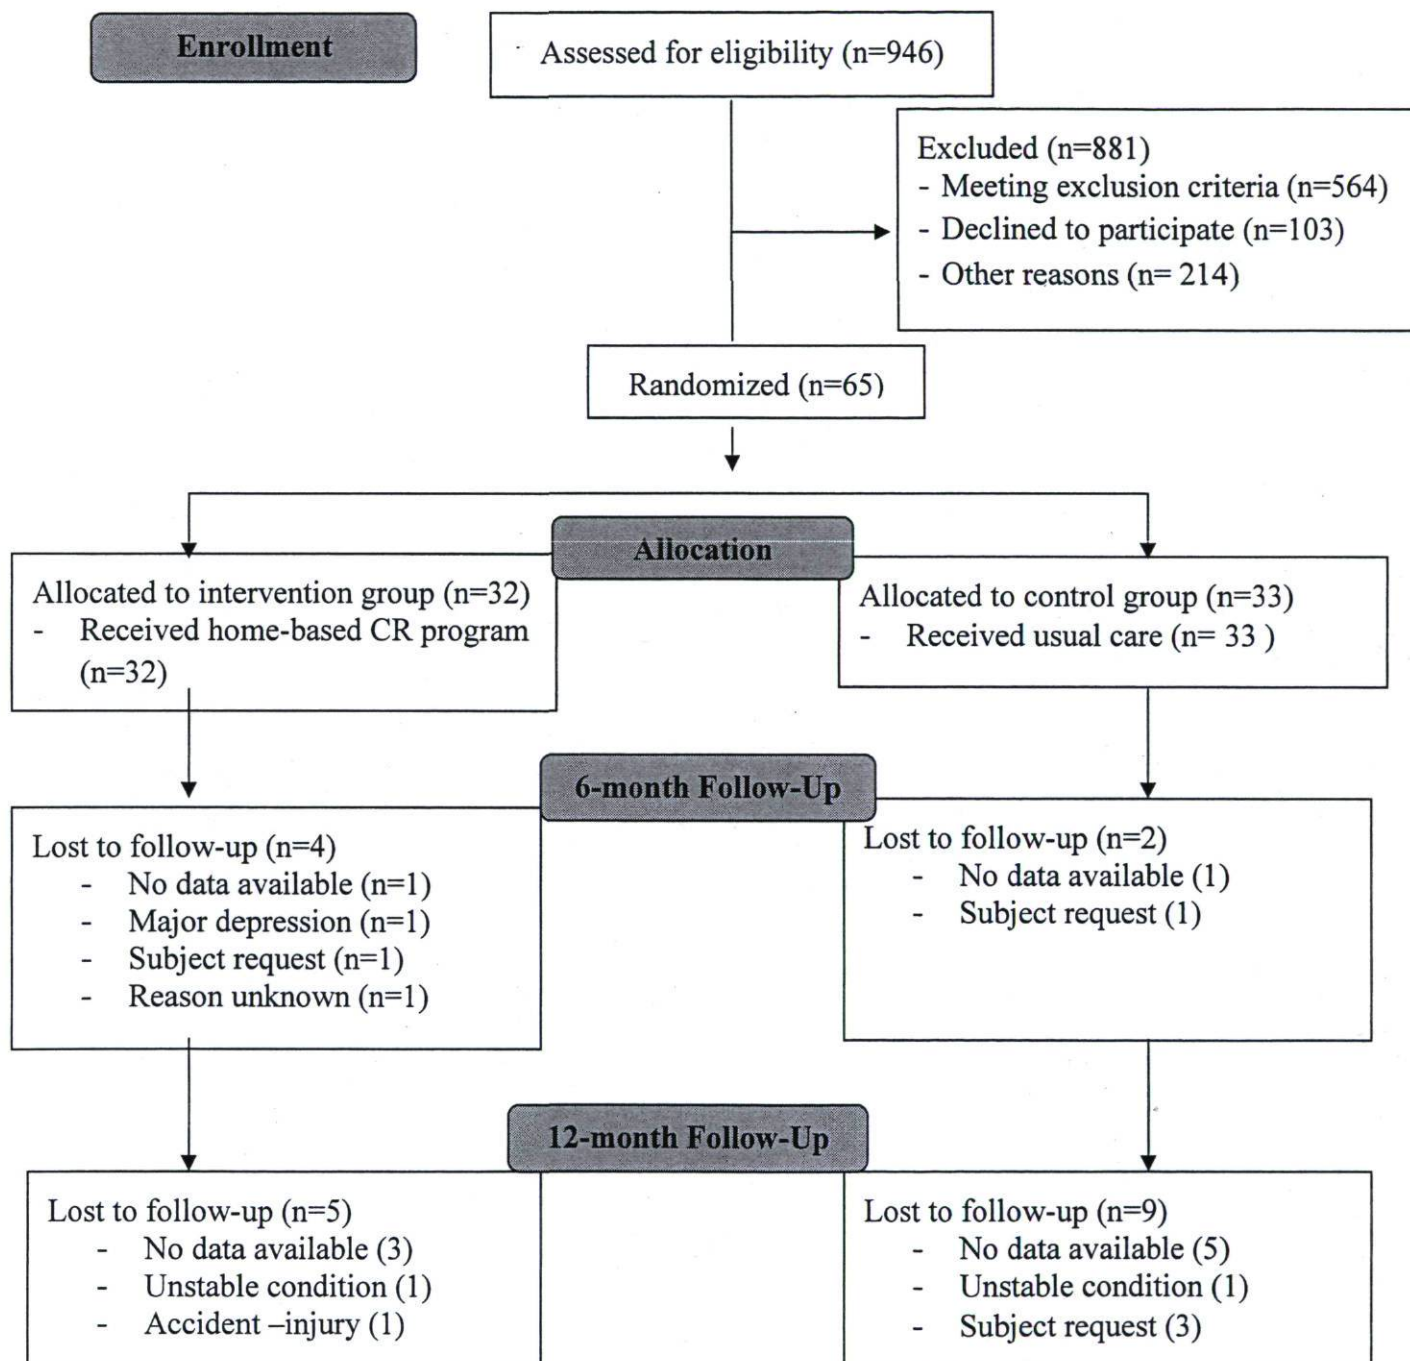 Enrollment
Assessed for eligibility (n=946)
Excluded (n=881)
- Meeting exclusion criteria (n=564)
- Declined to participate (n=103)
- Other reasons (n= 214)
Randomized (n=65)
Allocation
Allocated to intervention group (n=32)
- Received home-based CR program
(n=32)
Allocated to control group (n=33)
- Received usual care (n= 33 )
6-month Follow-Up
Lost to follow-up (n=4)
- No data available (n=1)
- Major depression (n=1)
- Subject request (n=1)
- Reason unknown (n=1)
Lost to follow-up (n=2)
- No data available (1)
- Subject request (1)
12-month Follow-Up
Lost to follow-up (n=5)
- No data available (3)
- Unstable condition (1)
- Accident –injury (1)
Lost to follow-up (n=9)
- No data available (5)
- Unstable condition (1)
- Subject request (3)